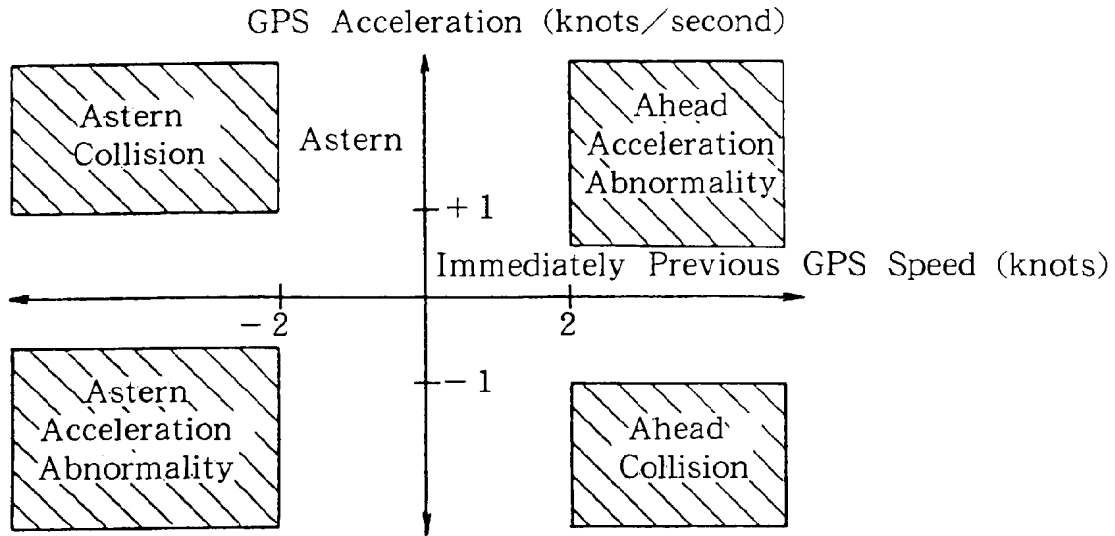 GPS Acceleration (knots/second)
Astern
Collision
Astern
Ahead
Acceleration
Abnormality
+1
Immediately Previous GPS Speed (knots)
-2
2
-1
Astern
Acceleration
Abnormality
Ahead
Collision